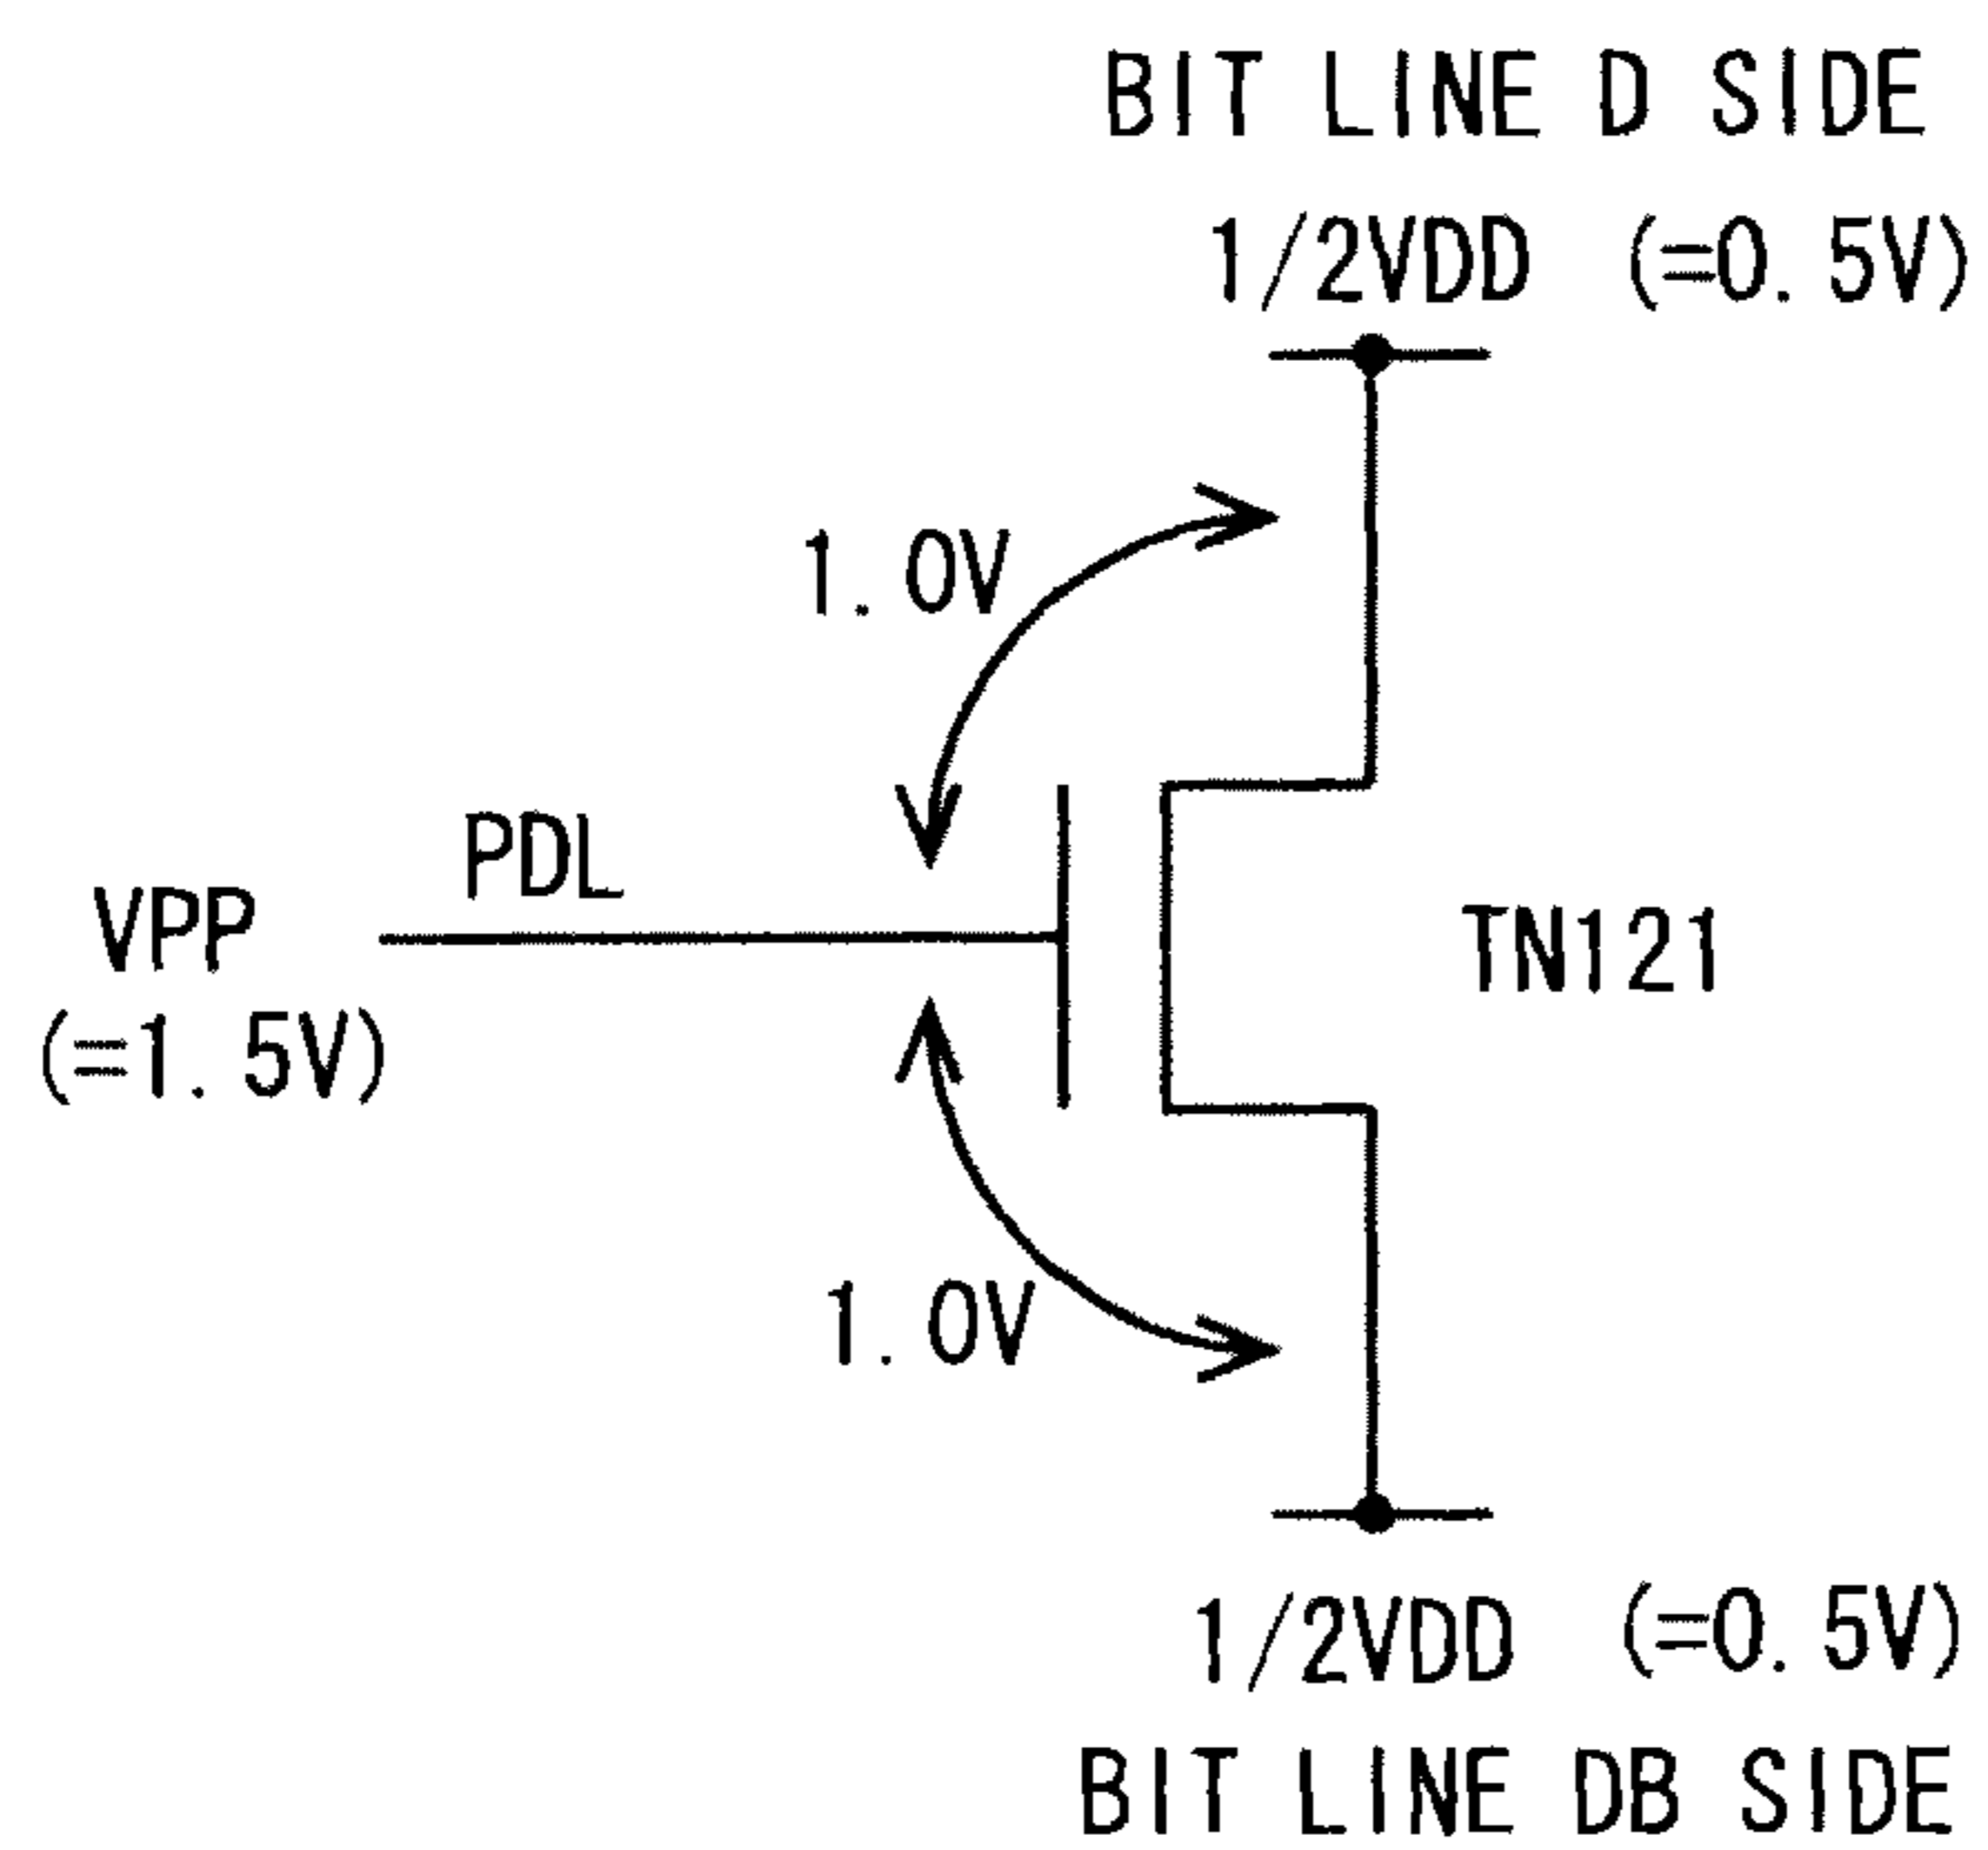 BIT LINE D SIDE
1/2VDD (=0.5V)
1.0V
PDL
VPP
(=1.5V)
TN121
1.0V
1/2VDD (=0.5V)
BIT LINE DB SIDE